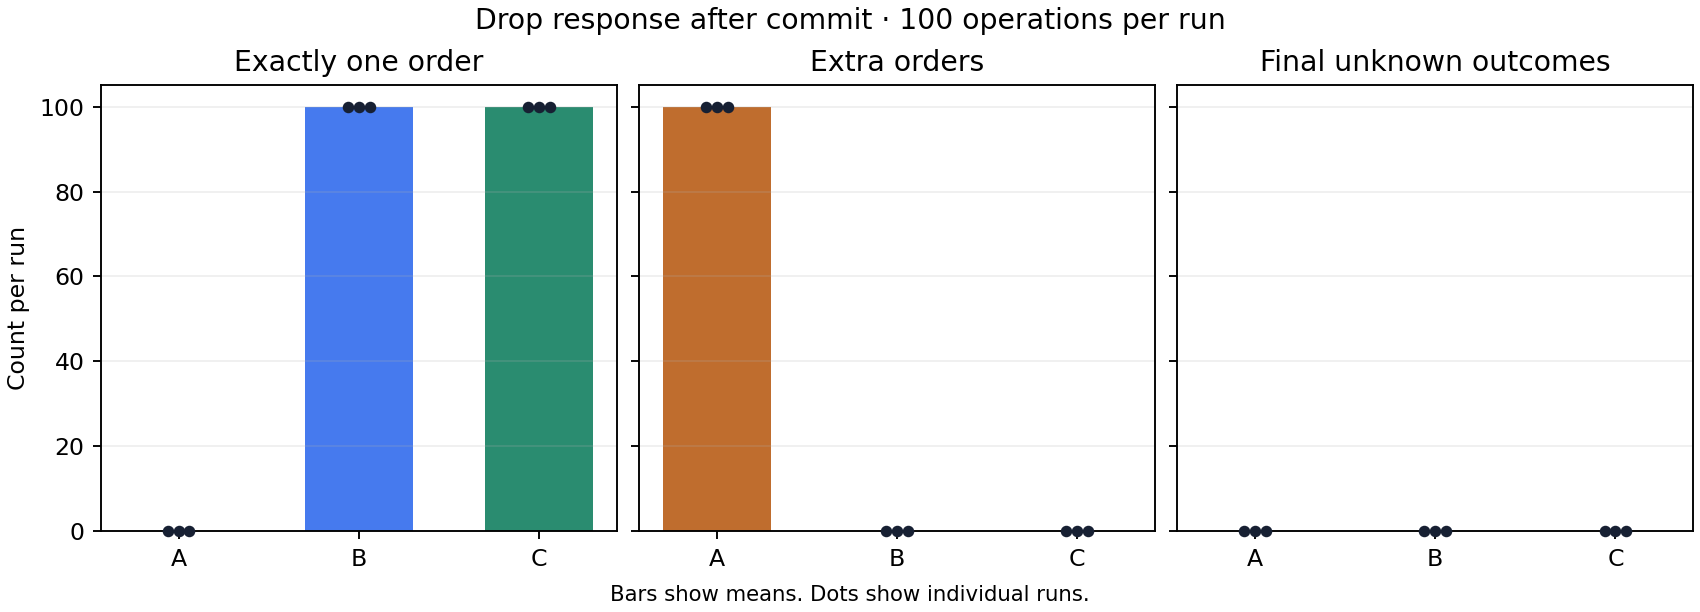 Drop response after commit · 100 operations per run
Exactly one order
Extra orders
Final unknown outcomes
Count per run
100
80
60
40
20
0
A B C
A B C
A B C
Bars show means. Dots show individual runs.